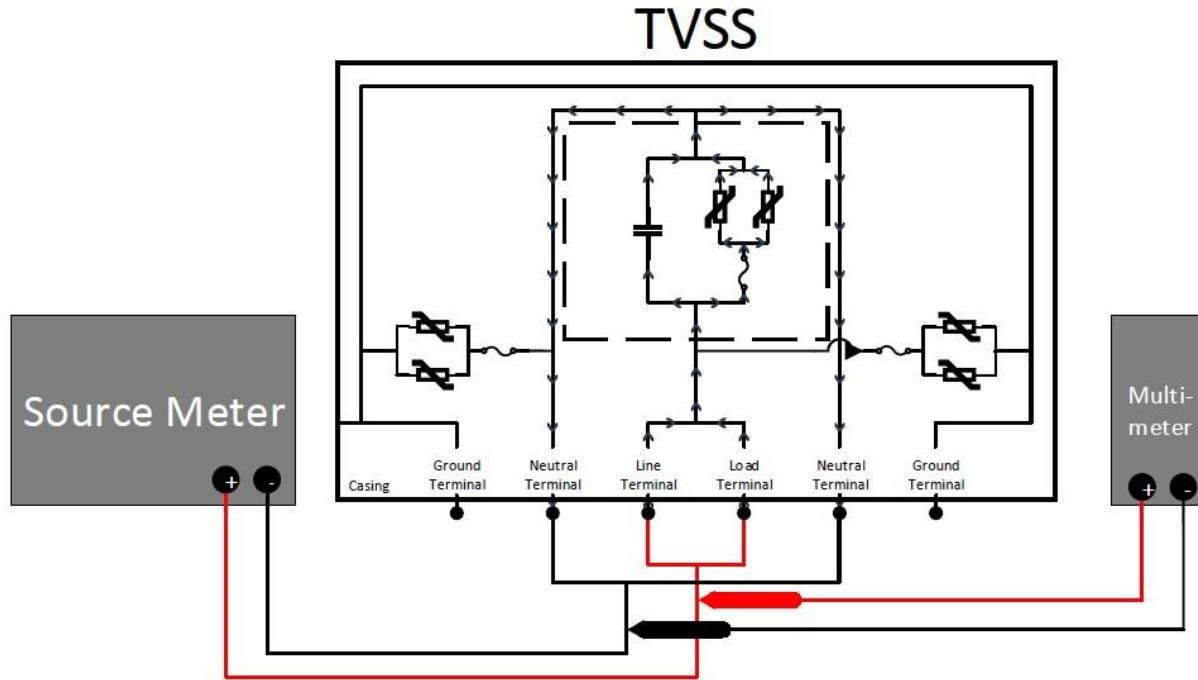 TVSS
Source Meter
+
-
Multi-
meter
+
-
Casing
Ground
Terminal
Neutral
Terminal
Line
Terminal
Load
Terminal
Neutral
Terminal
Ground
Terminal